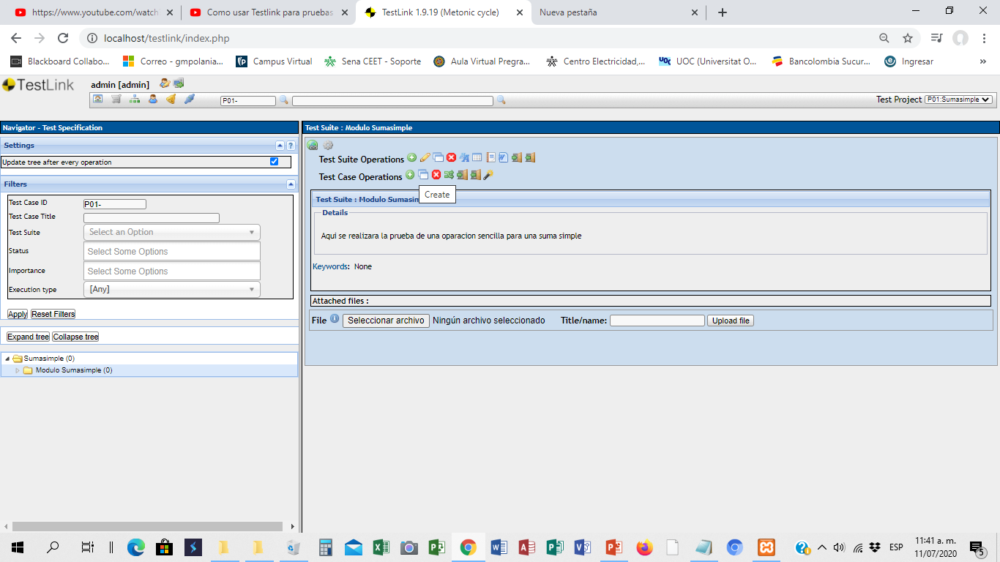 https://www.youtube.com/watch
Como usar Testlink para pruebas
TestLink 1.9.19 (Metonic cycle)
Nueva pestaña
localhost/testlink/index.php
Blackboard Collabo...
Correo - gmpolania...
Campus Virtual
Sena CEET - Soporte
Aula Virtual Pregra...
Centro Electricidad,...
UOC (Universitat O...
Bancolombia Sucur...
Ingresar
»
TestLink
admin [admin]
P01-
Test Project P01:Sumasimple
Navigator - Test Specification
Settings
?
Update tree after every operation
Filters
Test Case ID P01-
Test Case Title
Test Suite Select an Option
Status Select Some Options
Importance Select Some Options
Execution type [Any]
Apply Reset Filters
Expand tree Collapse tree
Sumasimple (0)
Modulo Sumasimple (0)
Test Suite : Modulo Sumasimple
Test Suite Operations
Test Case Operations
Create
Test Suite : Modulo Sumasim
Details
Aqui se realizara la prueba de una oparacion sencilla para una suma simple
Keywords: None
Attached files :
File Seleccionar archivo Ningún archivo seleccionado Title/name: Upload file
ESP
11:41 a. m.
11/07/2020
5